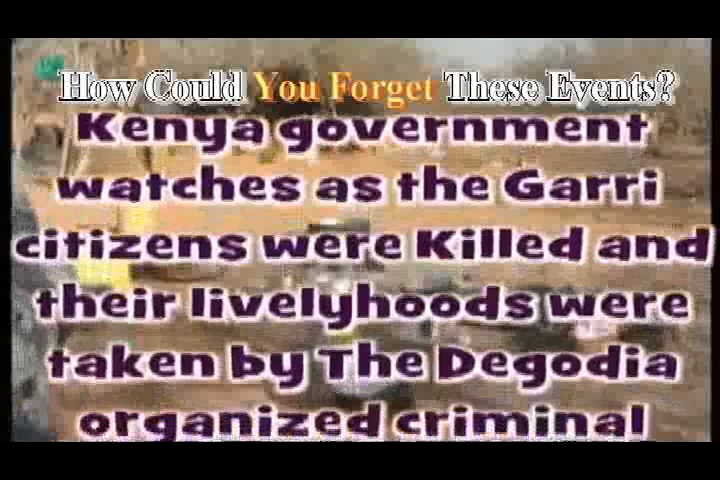 How Could You Forget These Events?
Kenya government
watches as the Garri
citizens were Killed and
their livelyhoods were
taken by The Degodia
organized criminal